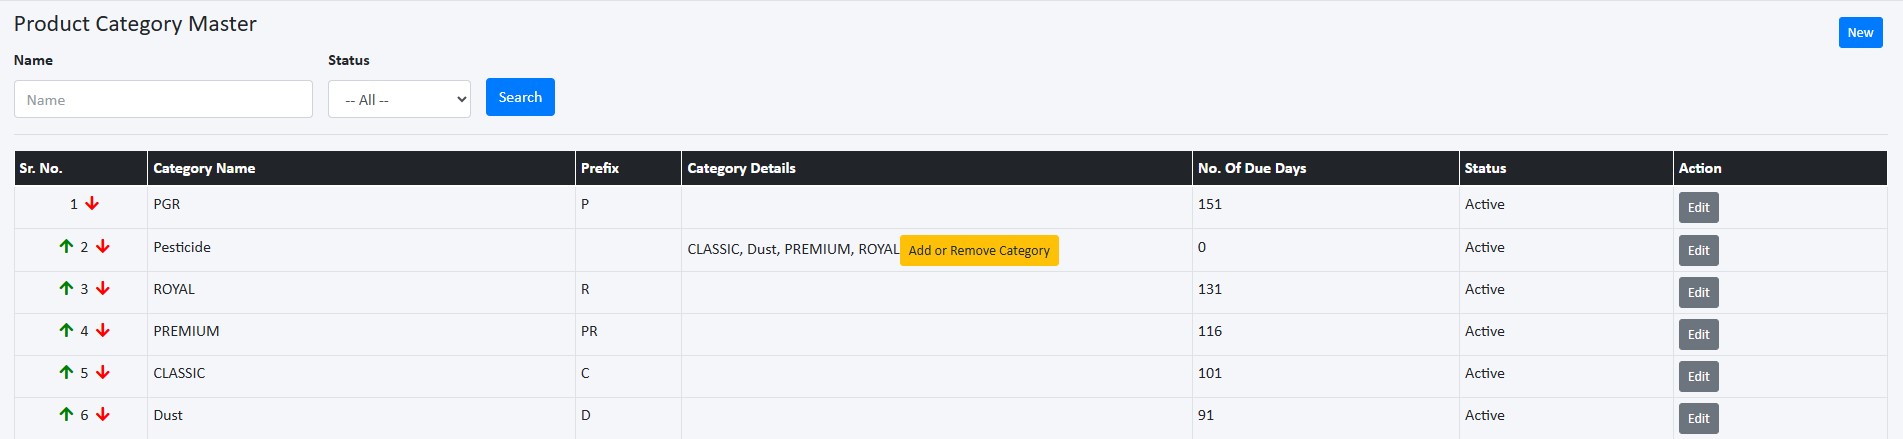 Product Category Master
New
Name Status
Name -- All -- Search
Sr. No. Category Name Prefix Category Details No. Of Due Days Status Action
1 PGR P 151 Active Edit
2 Pesticide CLASSIC, Dust, PREMIUM, ROYAL Add or Remove Category 0 Active Edit
3 ROYAL R 131 Active Edit
4 PREMIUM PR 116 Active Edit
5 CLASSIC C 101 Active Edit
6 Dust D 91 Active Edit